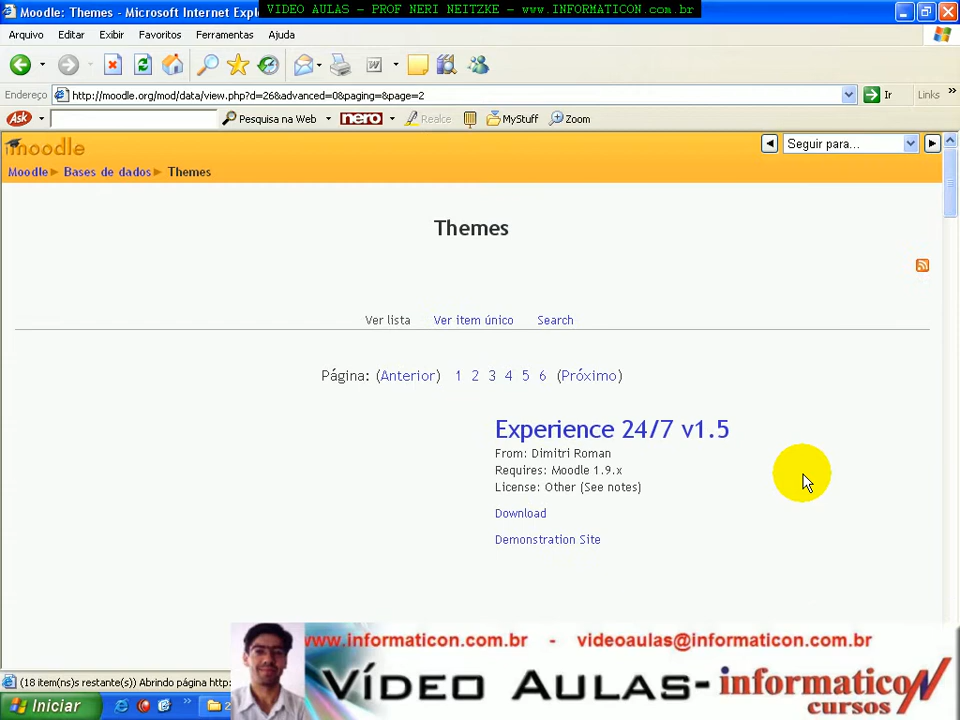 Moodle: Themes - Microsoft Internet Expl
VIDEO AULAS - PROF NERI NEITZKE - www.INFORMATICON.com.br
Arquivo Editar Exibir Favoritos Ferramentas Ajuda
Endereço http://moodle.org/mod/data/view.php?d=26&advanced=0&paging=&page=2 Ir Links »
Ask Pesquisa na Web nero Realce MyStuff Zoom
moodle
Seguir para...
Moodle ► Bases de dados ► Themes
Themes
Ver lista Ver item único Search
Página: (Anterior) 1 2 3 4 5 6 (Próximo)
Experience 24/7 v1.5
From: Dimitri Roman
Requires: Moodle 1.9.x
License: Other (See notes)
Download
Demonstration Site
www.informaticon.com.br - videoaulas@informaticon.com.br
VÍDEO AULAS- informaticon
cursos
(18 item(ns)s restante(s)) Abrindo página http:
Iniciar » 2